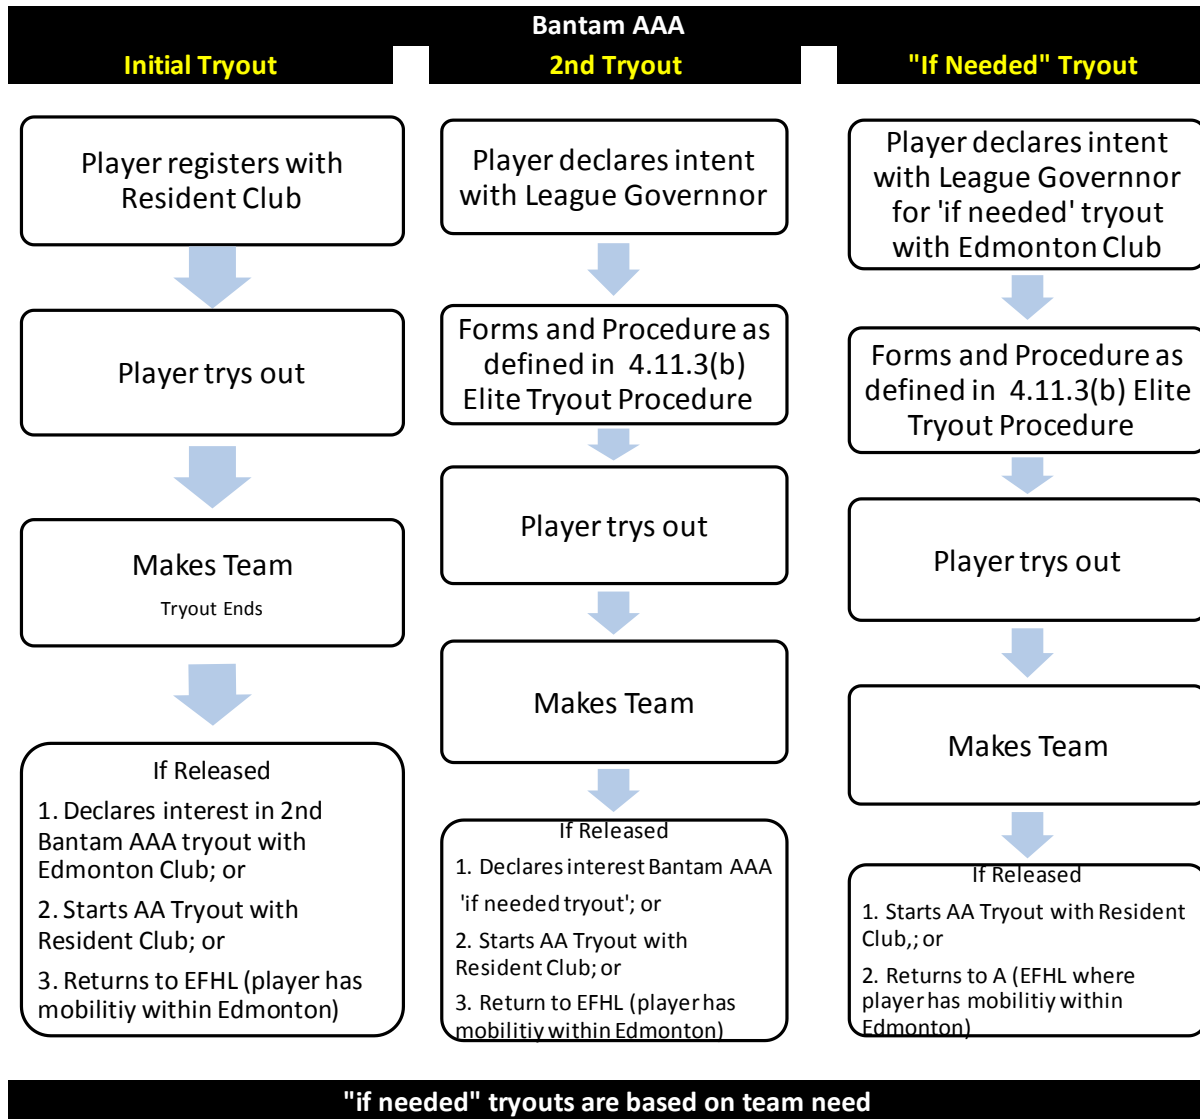 Bantam AAA
Initial Tryout
2nd Tryout
"If Needed" Tryout
Player registers with
Resident Club
Player trys out
Makes Team
Tryout Ends
If Released
1. Declares interest in 2nd
Bantam AAA tryout with
Edmonton Club; or
2. Starts AA Tryout with
Resident Club; or
3. Returns to EFHL (player has
mobilitiy within Edmonton)
Player declares intent
with League Governnor
Forms and Procedure as
defined in 4.11.3(b)
Elite Tryout Procedure
Player trys out
Makes Team
If Released
1. Declares interest Bantam AAA
'if needed tryout'; or
2. Starts AA Tryout with
Resident Club; or
3. Return to EFHL (player has
mobilitiy within Edmonton)
Player declares intent
with League Governnor
for 'if needed' tryout
with Edmonton Club
Forms and Procedure as
defined in 4.11.3(b) Elite
Tryout Procedure
Player trys out
Makes Team
If Released
1. Starts AA Tryout with Resident
Club,; or
2. Returns to A (EFHL where
player has mobilitiy within
Edmonton)
"if needed" tryouts are based on team need